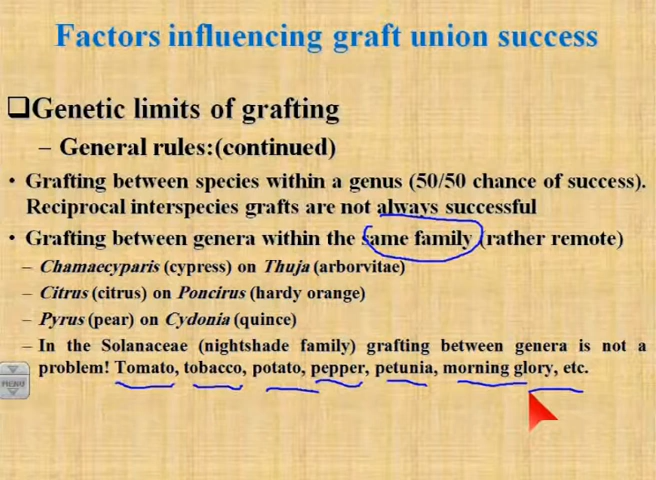 Factors influencing graft union success
❑Genetic limits of grafting
– General rules:(continued)
• Grafting between species within a genus (50/50 chance of success).
Reciprocal interspecies grafts are not always successful
• Grafting between genera within the same family (rather remote)
– Chamaecyparis (cypress) on Thuja (arborvitae)
– Citrus (citrus) on Poncirus (hardy orange)
– Pyrus (pear) on Cydonia (quince)
– In the Solanaceae (nightshade family) grafting between genera is not a
problem! Tomato, tobacco, potato, pepper, petunia, morning glory, etc.
MENU